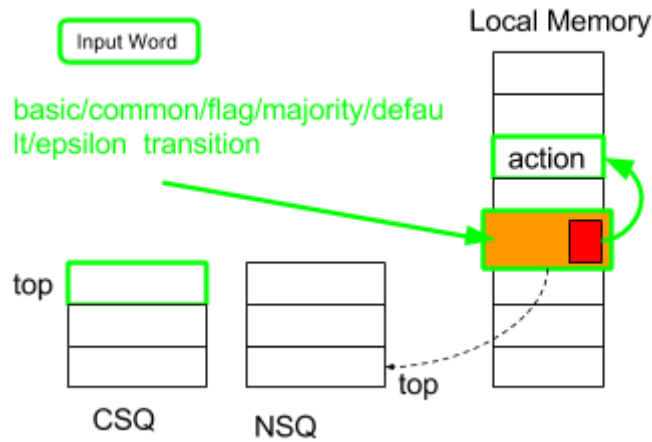 Local Memory
Input Word
basic/common/flag/majority/defau
lt/epsilon transition
action
top
top
CSQ
NSQ